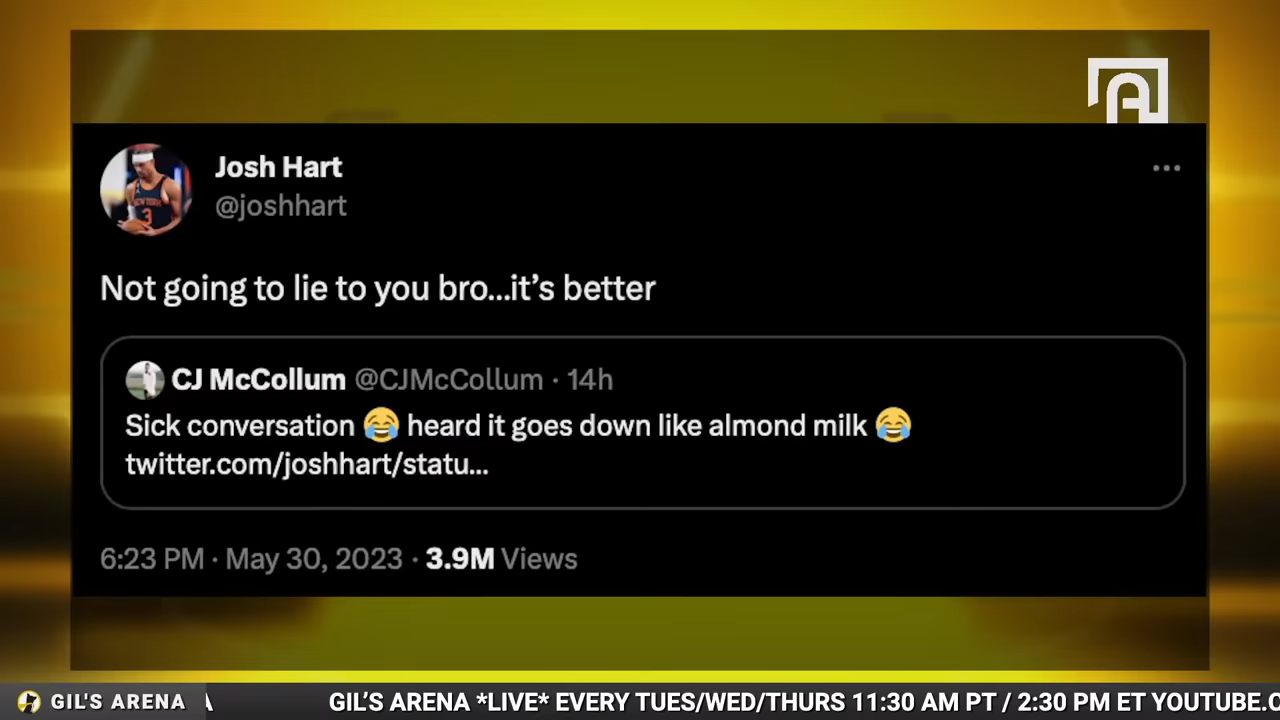 Josh Hart
@joshhart
Not going to lie to you bro...it’s better
CJ McCollum @CJMcCollum · 14h
Sick conversation 😂 heard it goes down like almond milk 😂
twitter.com/joshhart/statu...
6:23 PM · May 30, 2023 · 3.9M Views
GIL'S ARENA
GIL’S ARENA *LIVE* EVERY TUES/WED/THURS 11:30 AM PT / 2:30 PM ET YOUTUBE.C